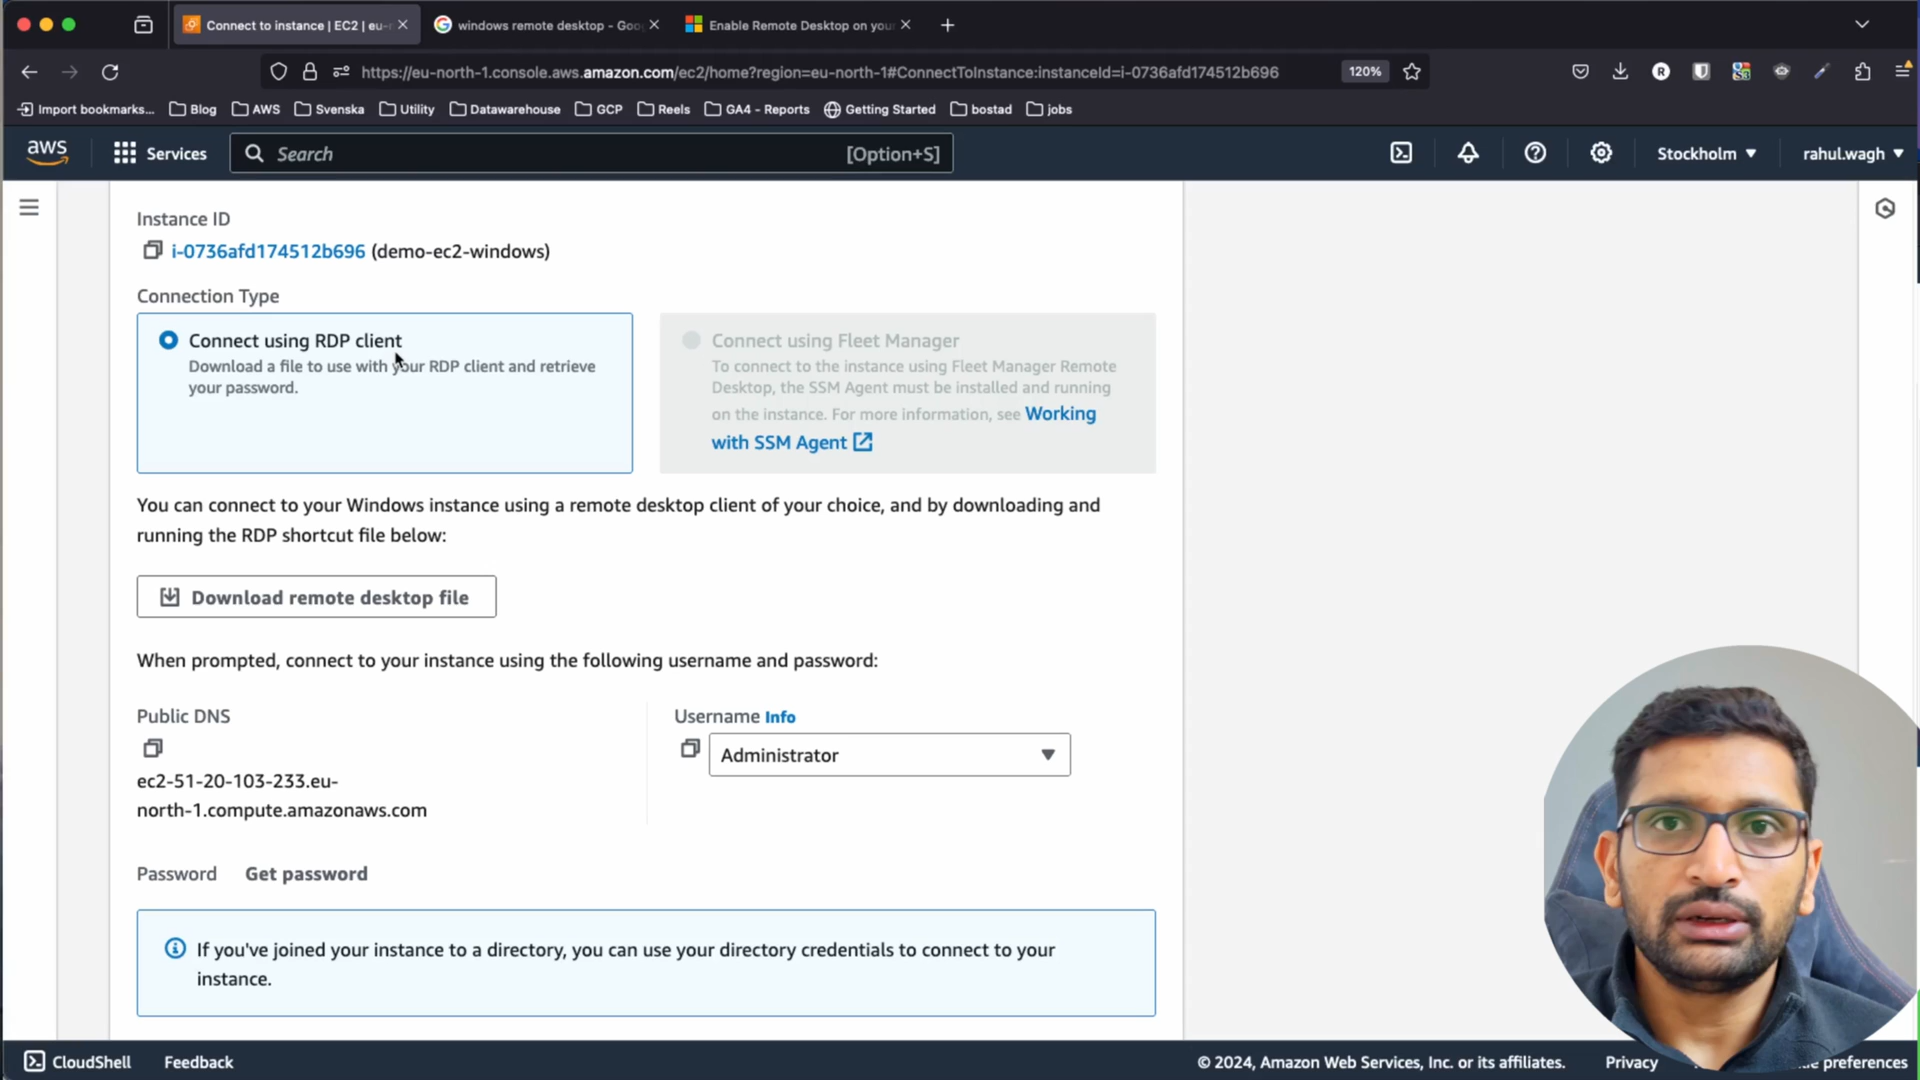 Connect to instance | EC2 | eu-
windows remote desktop - Goo
Enable Remote Desktop on you
https://eu-north-1.console.aws.amazon.com/ec2/home?region=eu-north-1#ConnectToInstance:instanceId=i-0736afd174512b696
120%
Import bookmarks...
Blog
AWS
Svenska
Utility
Datawarehouse
GCP
Reels
GA4 - Reports
Getting Started
bostad
jobs
aws
Services
Search
[Option+S]
Stockholm
rahul.wagh
Instance ID
i-0736afd174512b696 (demo-ec2-windows)
Connection Type
Connect using RDP client
Download a file to use with your RDP client and retrieve
your password.
Connect using Fleet Manager
To connect to the instance using Fleet Manager Remote
Desktop, the SSM Agent must be installed and running
on the instance. For more information, see Working
with SSM Agent
You can connect to your Windows instance using a remote desktop client of your choice, and by downloading and
running the RDP shortcut file below:
Download remote desktop file
When prompted, connect to your instance using the following username and password:
Public DNS
ec2-51-20-103-233.eu-
north-1.compute.amazonaws.com
Username Info
Administrator
Password Get password
If you've joined your instance to a directory, you can use your directory credentials to connect to your
instance.
CloudShell
Feedback
© 2024, Amazon Web Services, Inc. or its affiliates.
Privacy
preferences